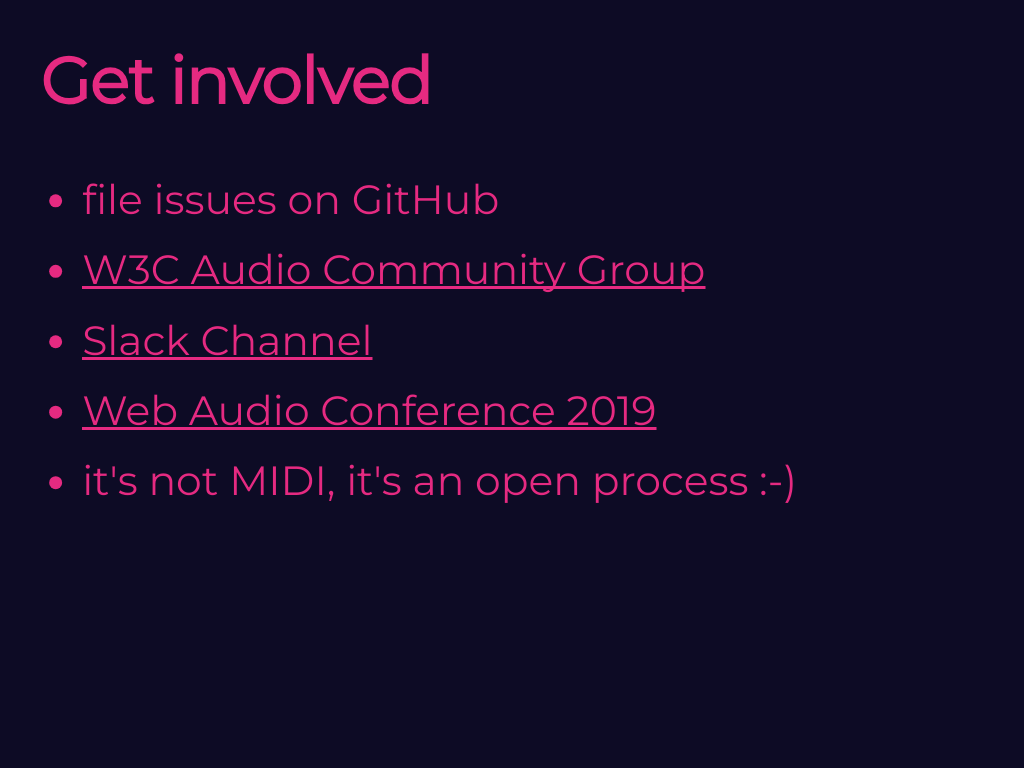 Get involved
file issues on GitHub
W3C Audio Community Group
Slack Channel
Web Audio Conference 2019
it's not MIDI, it's an open process :-)